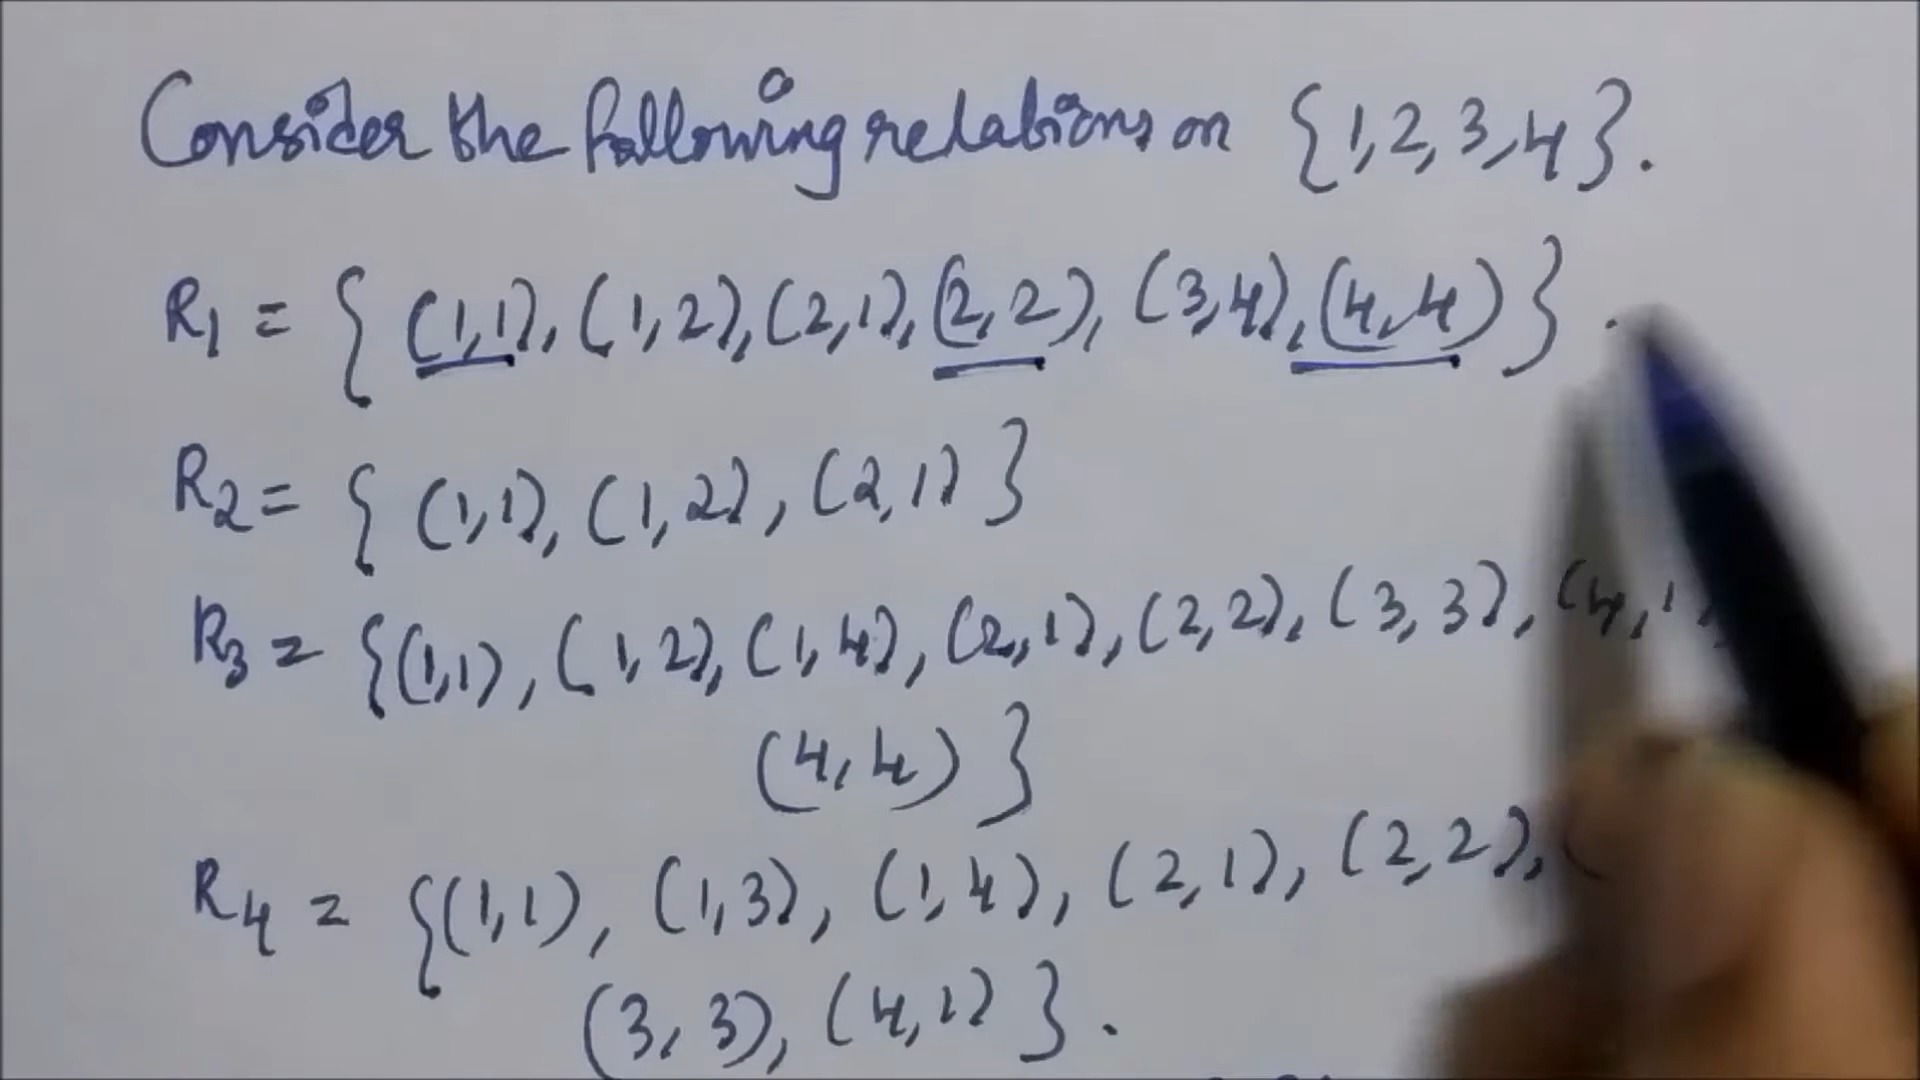 Consider the following relations on {1,2,3,4}.
R1 = { (1,1), (1,2), (2,1), (2,2), (3,4), (4,4) }.
R2 = { (1,1), (1,2), (2,1) }
R3 = {(1,1), (1,2), (1,4), (2,1), (2,2), (3,3), (4,1
(4,4) }
R4 = {(1,1), (1,3), (1,4), (2,1), (2,2), (
(3,3), (4,1) }.